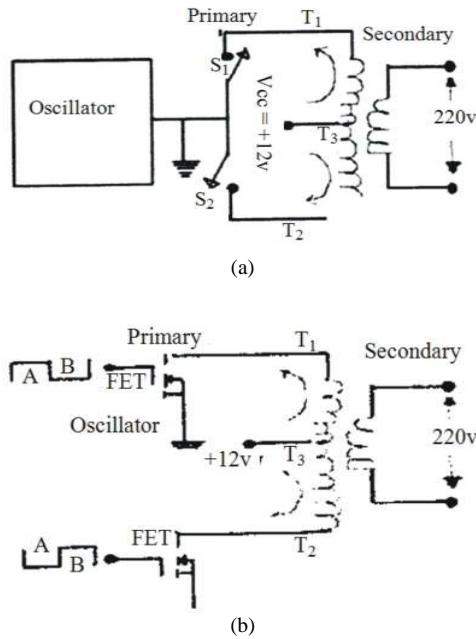 Primary
T1
Secondary
S1
Oscillator
Vcc = +12v
T3
220v
S2
T2
(a)
Primary
T1
Secondary
A B
FET
Oscillator
+12v
T3
220v
FET
A B
T2
(b)